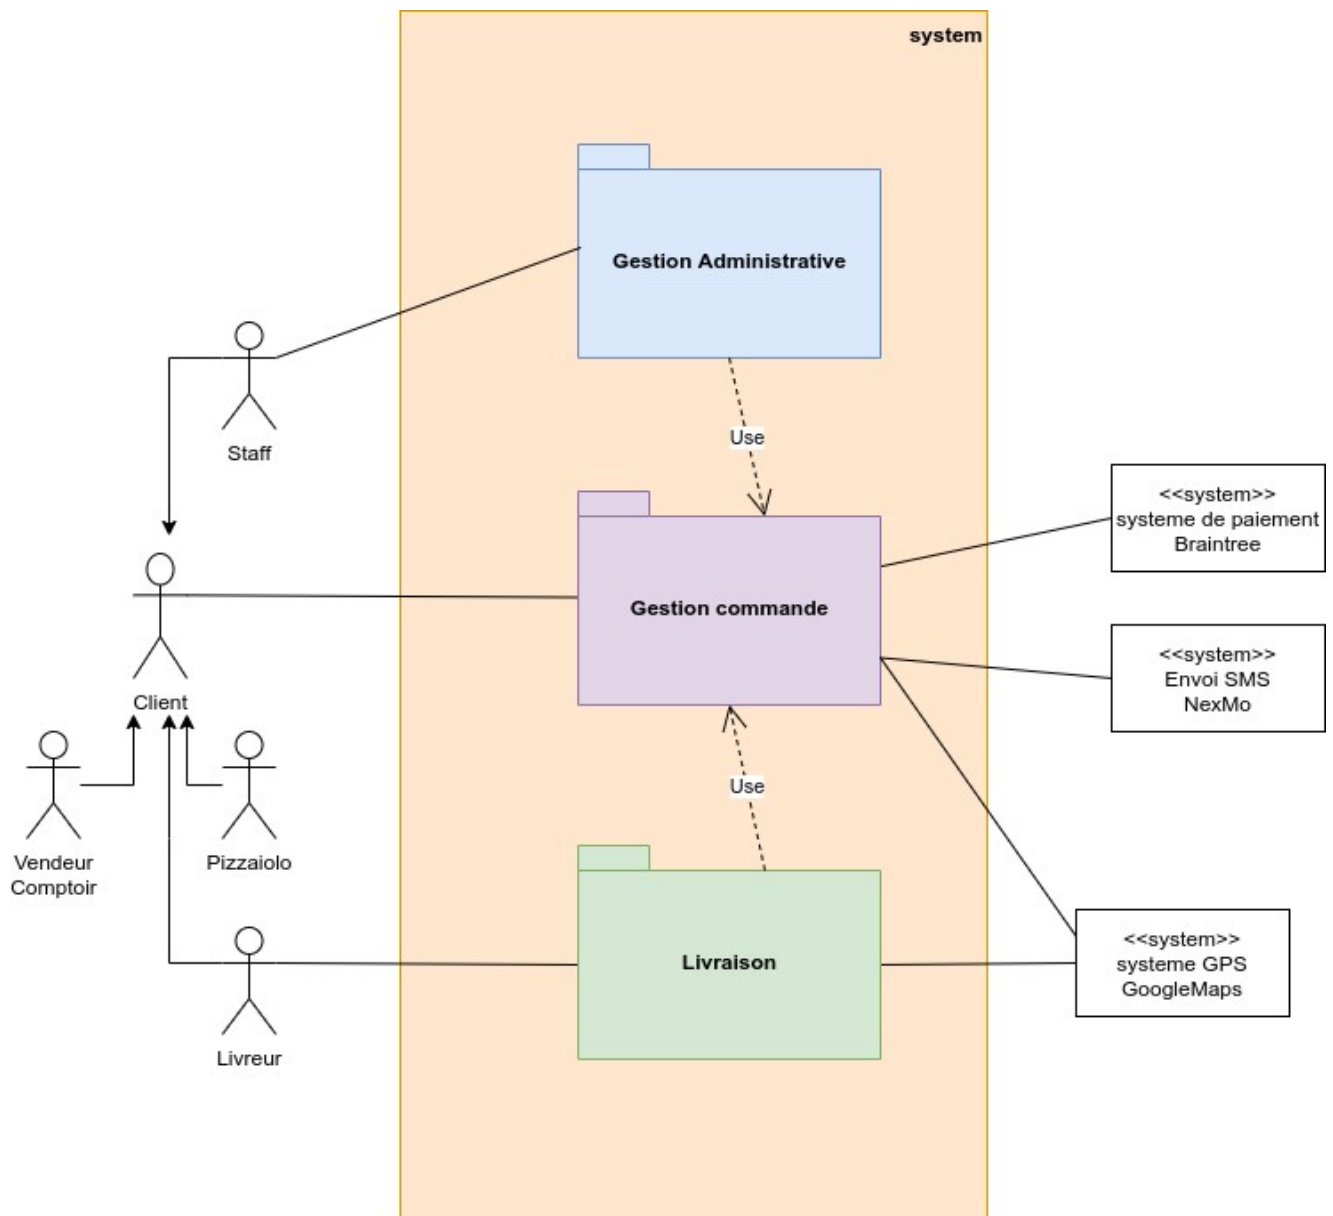 system
Gestion Administrative
Staff
Use
<<system>>
systeme de paiement
Braintree
Gestion commande
<<system>>
Envoi SMS
NexMo
Client
Use
Vendeur
Comptoir
Pizzaiolo
<<system>>
systeme GPS
GoogleMaps
Livraison
Livreur